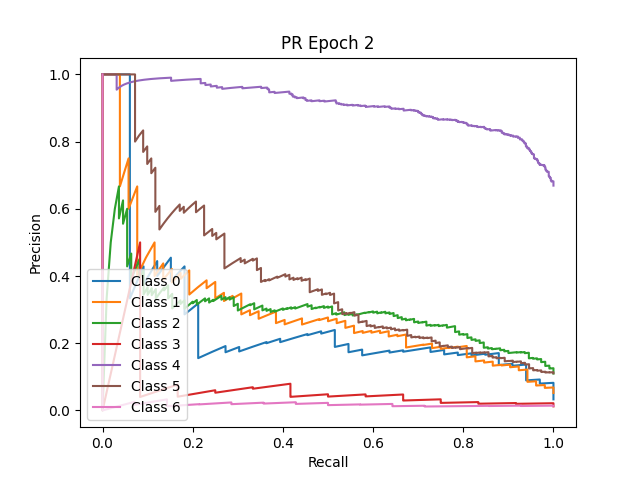 PR Epoch 2
Precision
1.0
0.8
0.6
0.4
0.2
0.0
Class 0
Class 1
Class 2
Class 3
Class 4
Class 5
Class 6
0.0 0.2 0.4 0.6 0.8 1.0
Recall